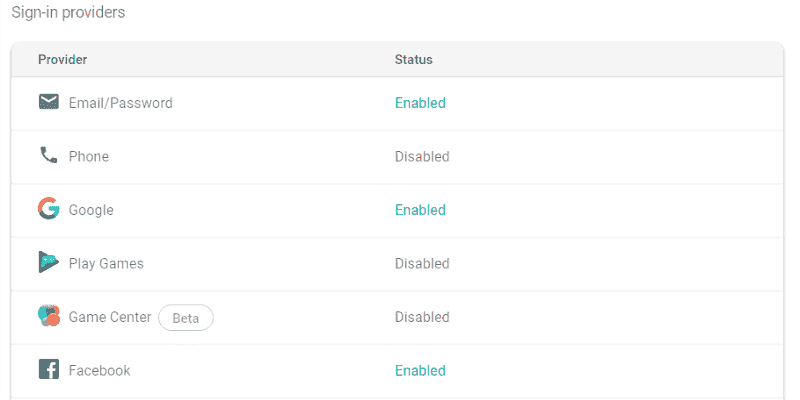 Sign-in providers
Provider Status
Email/Password Enabled
Phone Disabled
Google Enabled
Play Games Disabled
Game Center Beta Disabled
Facebook Enabled